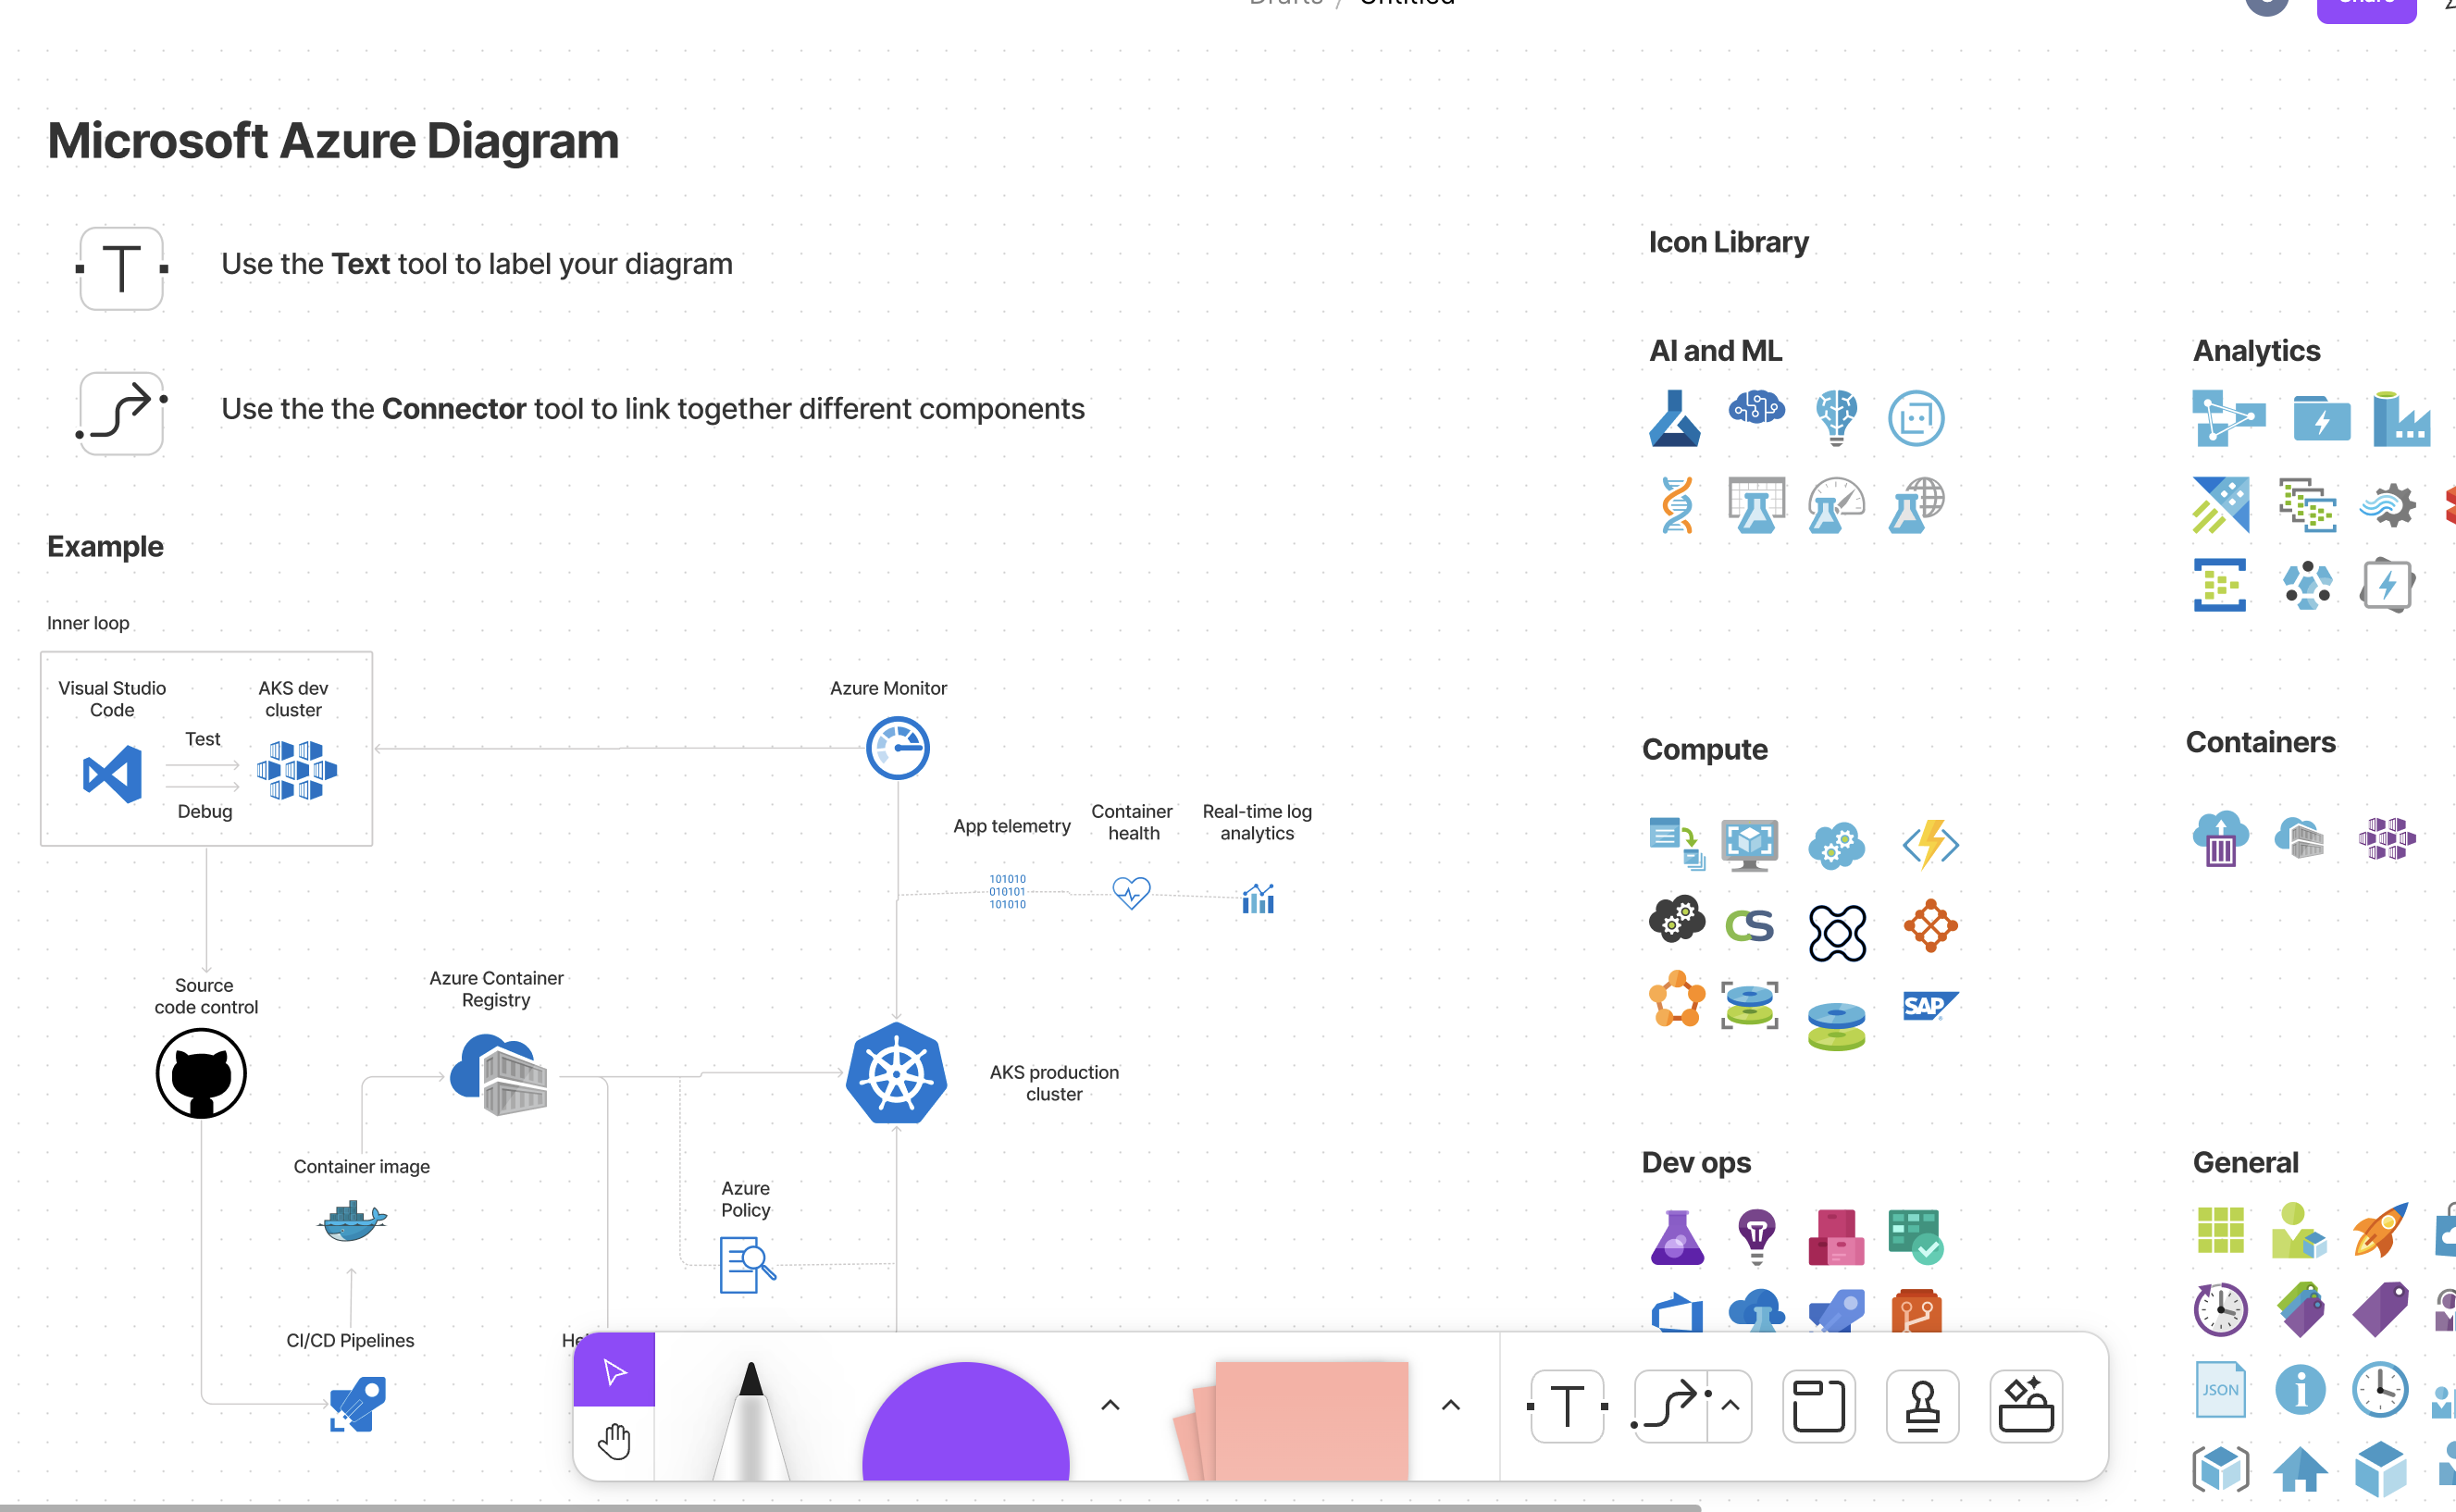 Drafts / Untitled
Share
Microsoft Azure Diagram
T
Use the Text tool to label your diagram
Use the the Connector tool to link together different components
Example
Inner loop
Visual Studio
Code
AKS dev
cluster
Test
Debug
Azure Monitor
App telemetry
Container
health
Real-time log
analytics
101010
010101
101010
Source
code control
Azure Container
Registry
AKS production
cluster
Container image
Azure
Policy
CI/CD Pipelines
Icon Library
AI and ML
Analytics
Compute
Containers
CS
SAP
Dev ops
General
JSON
i
T